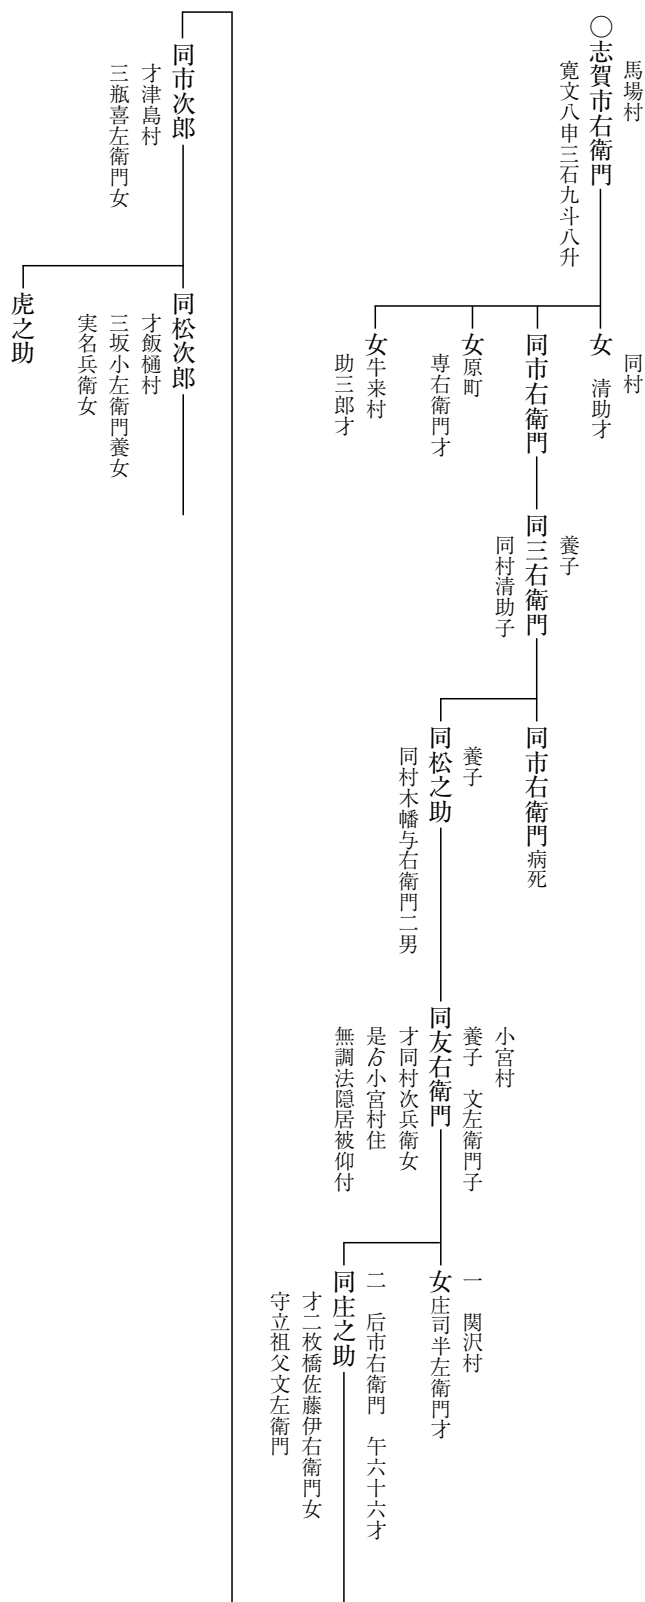 馬場村
〇志賀市右衛門
寛文八申三石九斗八升
同村
女　清助才
同市右衛門
女原町
専右衛門才
女牛来村
助三郎才
養子
同三右衛門
同村清助子
同市右衛門病死
養子
同松之助
同村木幡与右衛門二男
小宮村
養子　文左衛門子
同友右衛門
才同村次兵衛女
是ゟ小宮村住
無調法隠居被仰付
一　関沢村
女庄司半左衛門才
二　后市右衛門　午六十六才
同庄之助
才二枚橋佐藤伊右衛門女
守立祖父文左衛門
同市次郎
才津島村
三瓶喜左衛門女
同松次郎
才飯樋村
三坂小左衛門養女
実名兵衛女
虎之助